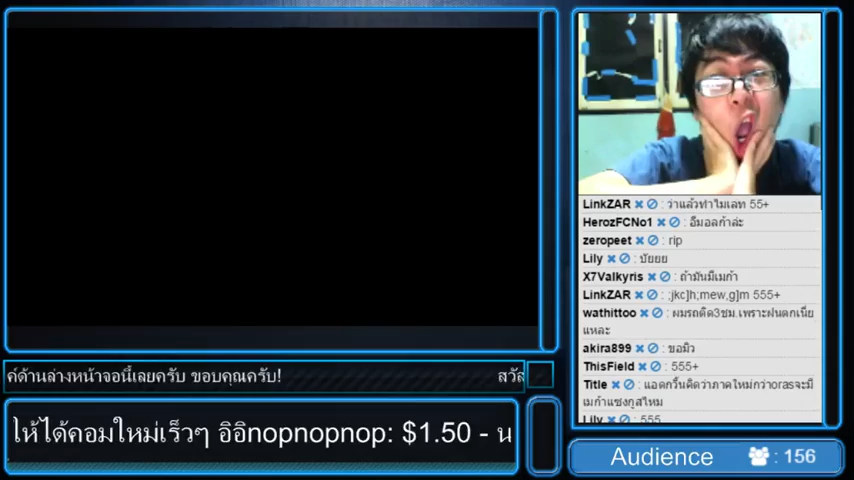 LinkZAR : ว่าแล้วทำไมเลท 55+
HerozFCNo1 : อึมอลก้าล่ะ
zeropeet : rip
Lily : บัยยย
X7Valkyris : ถ้ามันมีเมก้า
LinkZAR : :jkc]h;mew,g]m 555+
wathittoo : ผมรถติด3ชม.เพราะฝนตกเนี่ย
แหละ
akira899 : ขอมิว
ThisField : 555+
Title : แอดกวิ้นคิดว่าภาคใหม่กว่าorasจะมี
เมก้าแซงกูสไหม
Lily : 555
ค์ด้านล่างหน้าจอนี้เลยครับ ขอบคุณครับ!
สวัส
ให้ได้คอมใหม่เร็วๆ อิอิnopnopnop: $1.50 - น
Audience : 156